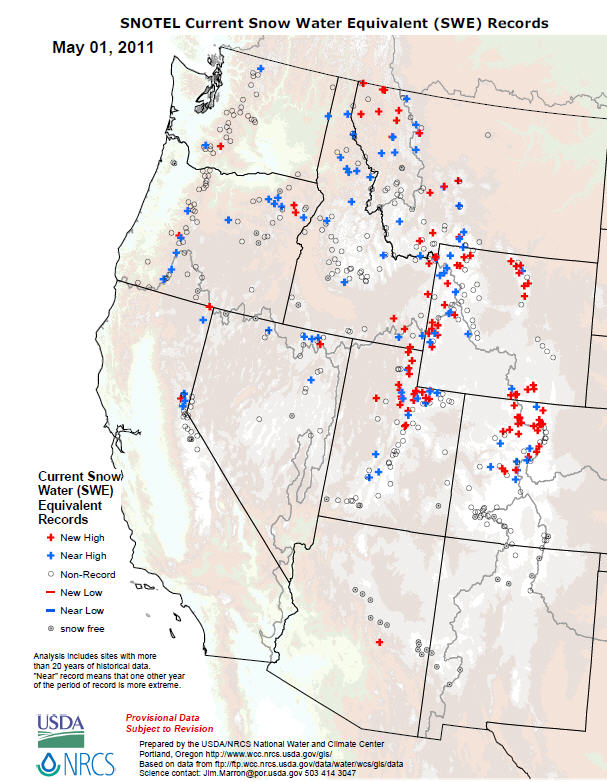 SNOTEL Current Snow Water Equivalent (SWE) Records
May 01, 2011
Current Snow
Water (SWE)
Equivalent
Records
New High
Near High
Non-Record
New Low
Near Low
snow free
Analysis includes sites with more
than 20 years of historical data.
"Near" record means that one other year
of the period of record is more extreme.
USDA
NRCS
Provisional Data
Subject to Revision
Prepared by the USDA/NRCS National Water and Climate Center
Portland, Oregon http://www.wcc.nrcs.usda.gov/gis/
Based on data from ftp://ftp.wcc.nrcs.usda.gov/data/water/wcs/gis/data
Science contact: Jim.Marron@por.usda.gov 503 414 3047